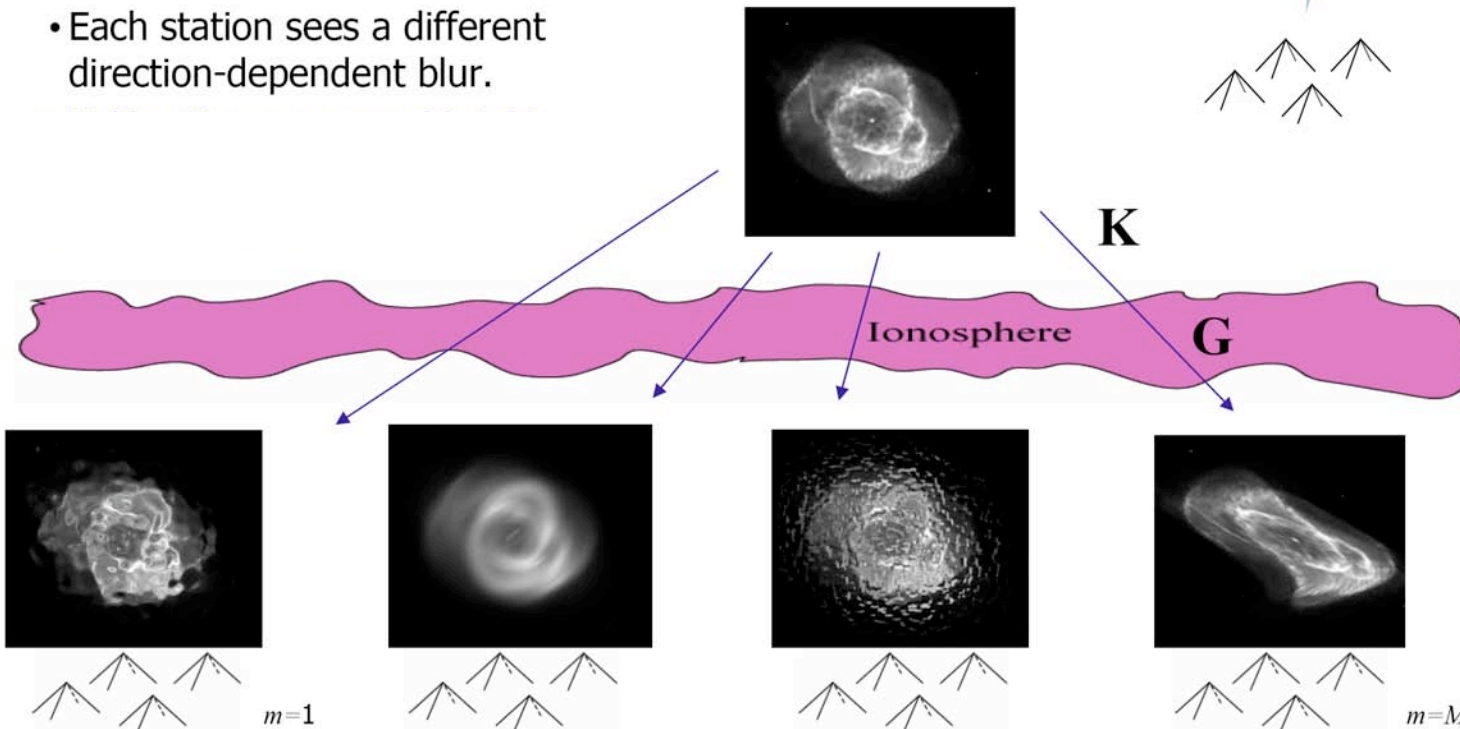 • Each station sees a different
direction-dependent blur.
K
Ionosphere
G
m=1
m=M